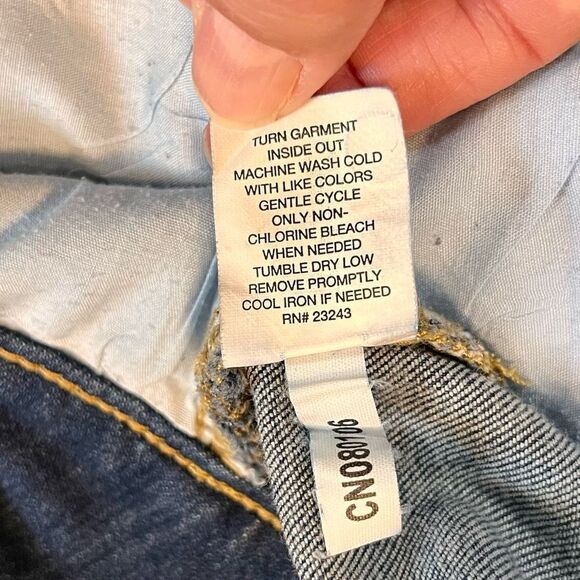 TURN GARMENT
INSIDE OUT
MACHINE WASH COLD
WITH LIKE COLORS
GENTLE CYCLE
ONLY NON-
CHLORINE BLEACH
WHEN NEEDED
TUMBLE DRY LOW
REMOVE PROMPTLY
COOL IRON IF NEEDED
RN# 23243
CNO80106